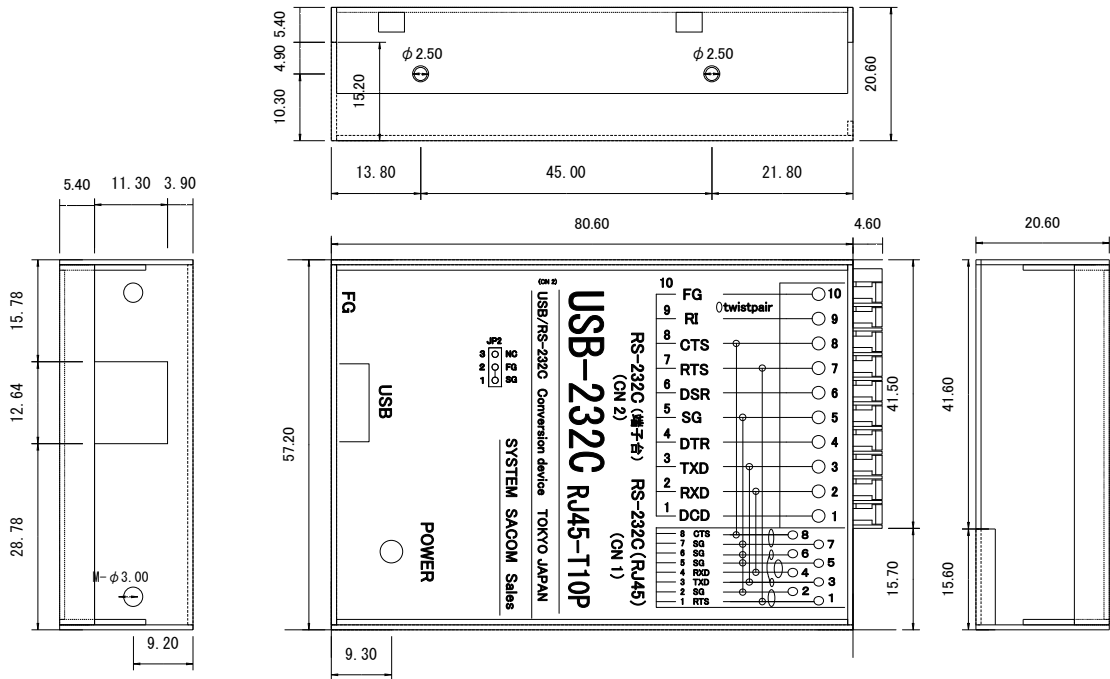 5.40
4.90
10.30
15.20
φ2.50
φ2.50
20.60
13.80
45.00
21.80
5.40
11.30
3.90
80.60
4.60
20.60
15.78
12.64
28.78
M-φ3.00
9.20
57.20
FG
USB
POWER
JP2
3 NC
2 FG
1 SG
(CN 2)
USB/RS-232C Conversion device TOKYO JAPAN
SYSTEM SACOM Sales
USB-232C RJ45-T10P
RS-232C (端子台)
(CN 2)
RS-232C(RJ45)
(CN 1)
twistpair
10 FG 10
9 RI 9
8 CTS 8
7 RTS 7
6 DSR 6
5 SG 5
4 DTR 4
3 TXD 3
2 RXD 2
1 DCD 1
8 CTS 8
7 SG 7
6 SG 6
5 SG 5
4 RXD 4
3 TXD 3
2 SG 2
1 RTS 1
9.30
41.50
15.70
41.60
15.60